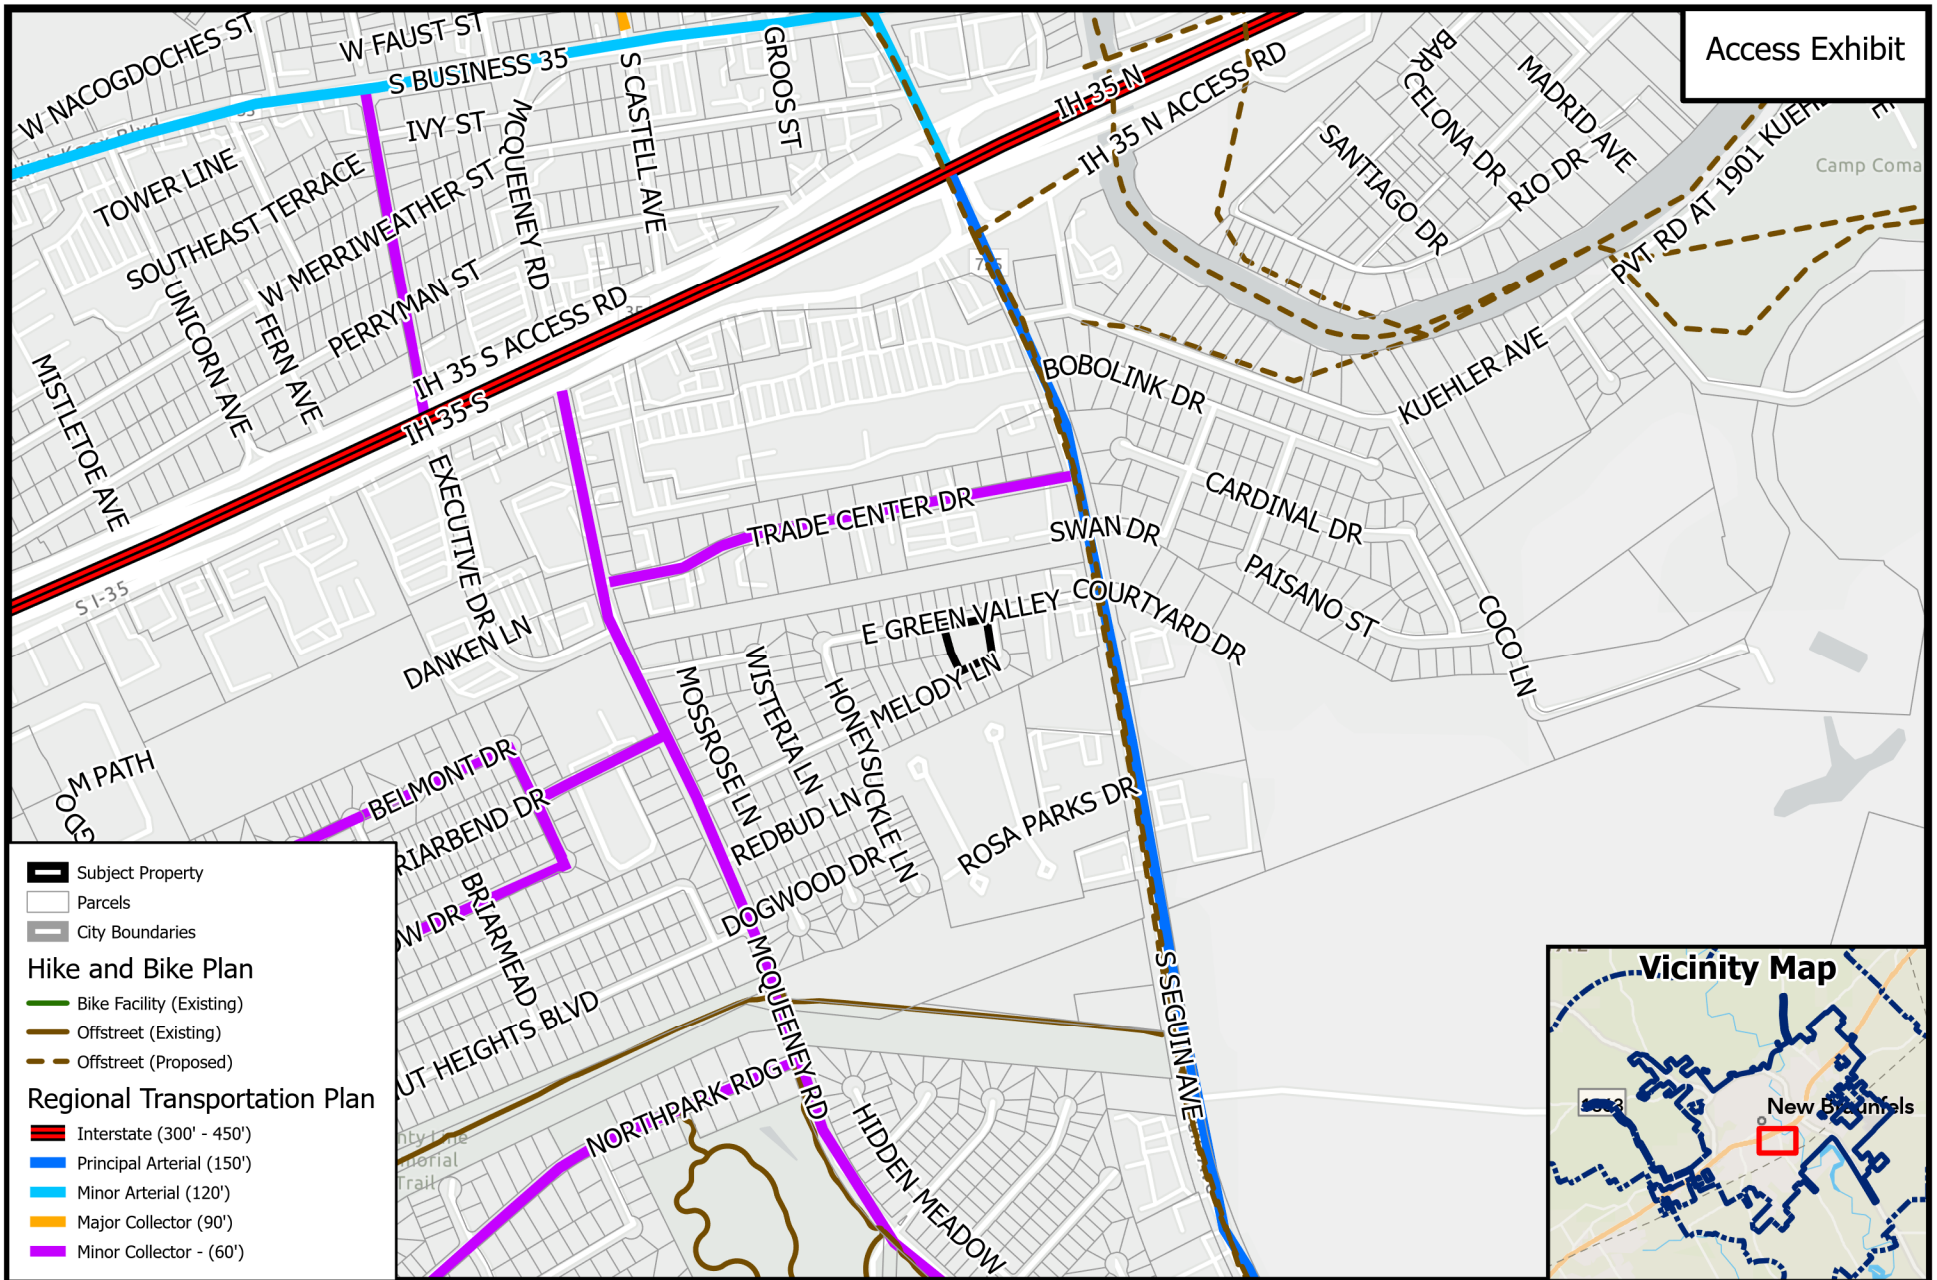 Access Exhibit
W NACOGDOCHES ST
W FAUST ST
S BUSINESS 35
IVY ST
MCQUEENEY RD
S CASTELL AVE
GROOS ST
IH 35 N
IH 35 N ACCESS RD
BARCELONA DR
MADRID AVE
SANTIAGO DR
RIO DR
PVT RD AT 1901
Camp Coma
TOWER LINE
SOUTHEAST TERRACE
W MERRIWEATHER ST
PERRYMAN ST
UNICORN AVE
FERN AVE
MISTLETOE AVE
IH 35 S ACCESS RD
IH 35 S
S I-35
EXECUTIVE DR
DANKEN LN
TRADE CENTER DR
BOBOLINK DR
KUEHLER AVE
CARDINAL DR
SWAN DR
PAISANO ST
COURTYARD DR
COCO LN
E GREEN VALLEY
MELODY LN
MOSSROSE LN
WISTERIA LN
HONEYSUCKLE LN
REDBUD LN
DOGWOOD DR
ROSA PARKS DR
M PATH
BELMONT DR
RIARBEND DR
OW DR
BRIARMEAD
UT HEIGHTS BLVD
MCQUEENEY RD
NORTHPARK RDG
HIDDEN MEADOW
S SEGUIN AVE
nty Line
morial
Trail
Subject Property
Parcels
City Boundaries
Hike and Bike Plan
Bike Facility (Existing)
Offstreet (Existing)
Offstreet (Proposed)
Regional Transportation Plan
Interstate (300' - 450')
Principal Arterial (150')
Minor Arterial (120')
Major Collector (90')
Minor Collector - (60')
Vicinity Map
New Braunfels